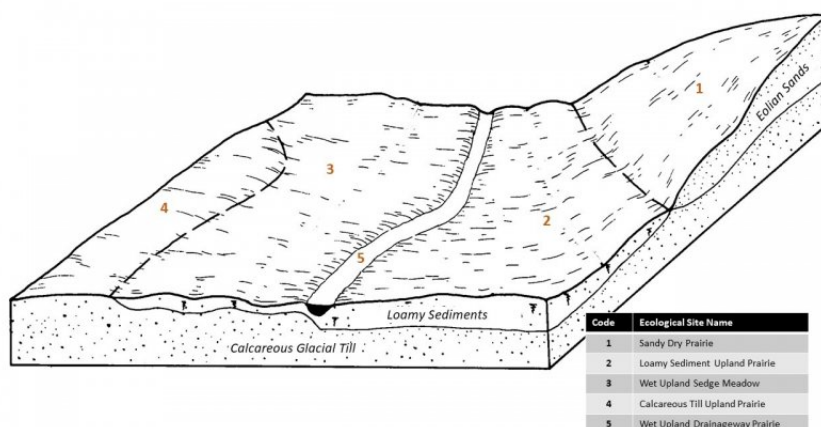 1
Eolian Sands
3
4
2
5
Loamy Sediments
Calcareous Glacial Till
Code Ecological Site Name
1 Sandy Dry Prairie
2 Loamy Sediment Upland Prairie
3 Wet Upland Sedge Meadow
4 Calcareous Till Upland Prairie
5 Wet Upland Drainageway Prairie